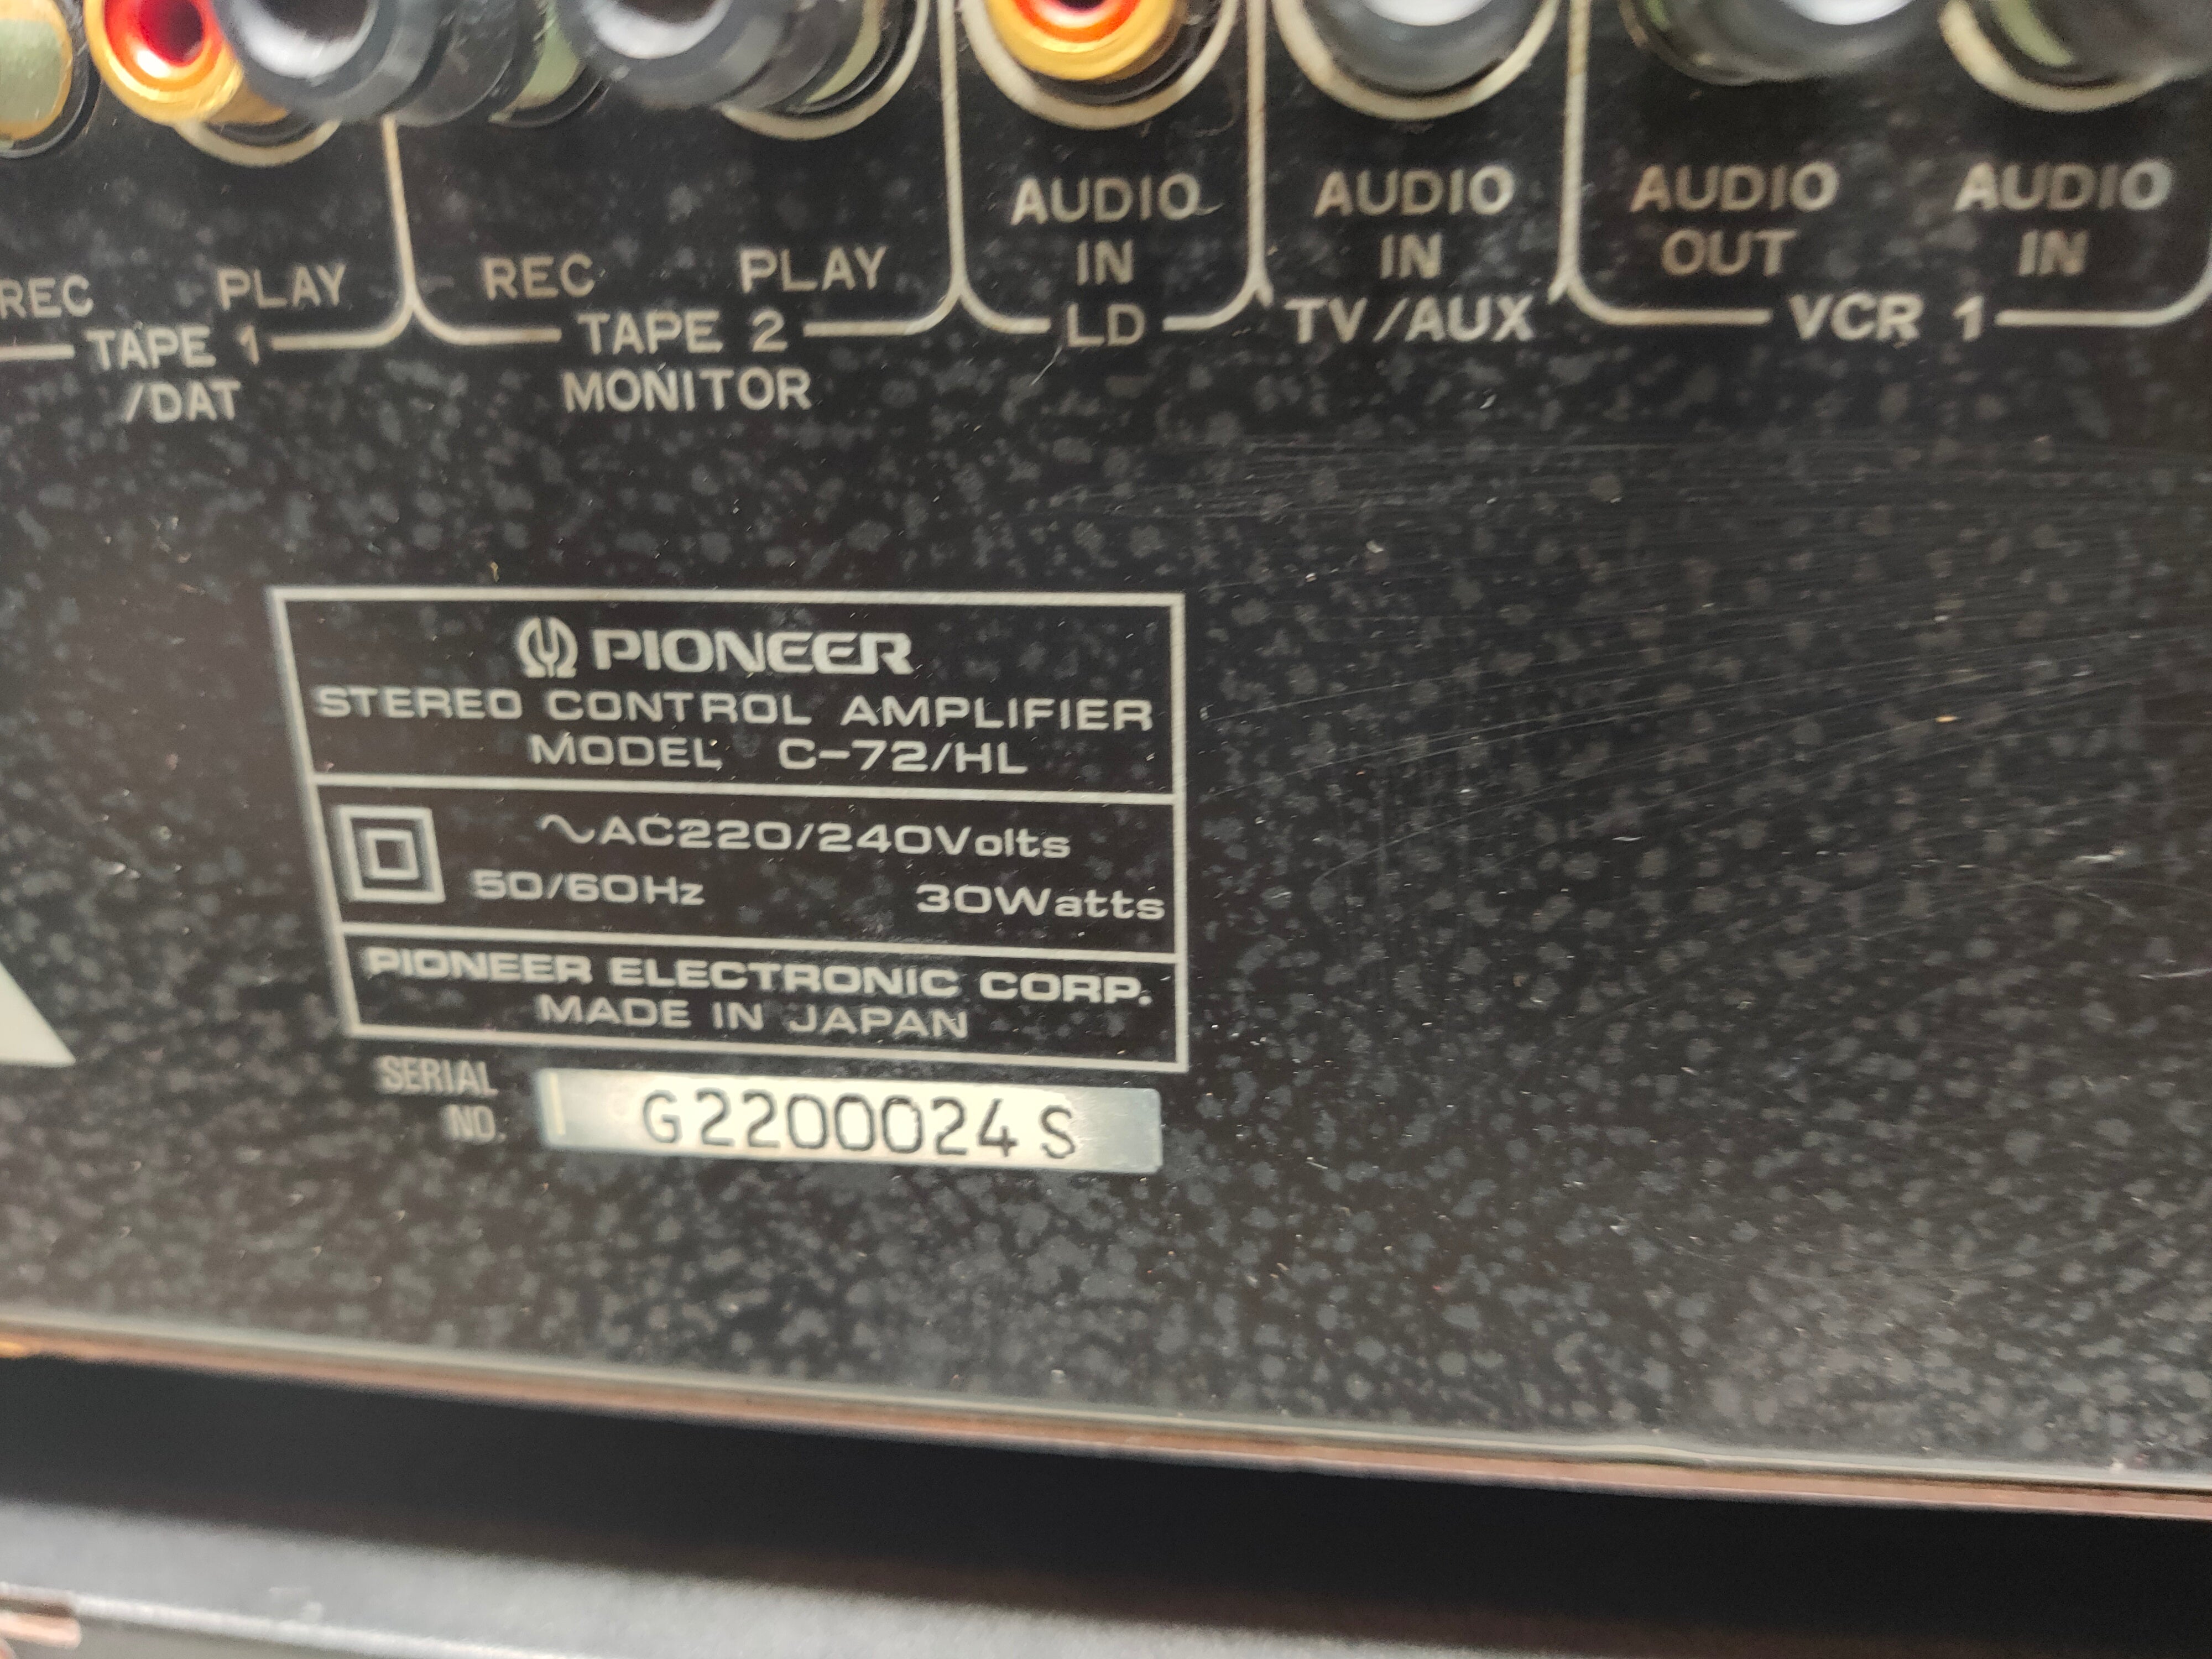 AUDIO AUDIO AUDIO AUDIO
REC PLAY REC PLAY IN IN OUT IN
TAPE 1 TAPE 2 LD TV/AUX VCR 1
/DAT MONITOR
PIONEER
STEREO CONTROL AMPLIFIER
MODEL C-72/HL
~AC220/240Volts
50/60Hz 30Watts
PIONEER ELECTRONIC CORP.
MADE IN JAPAN
SERIAL
NO.
G2200024S